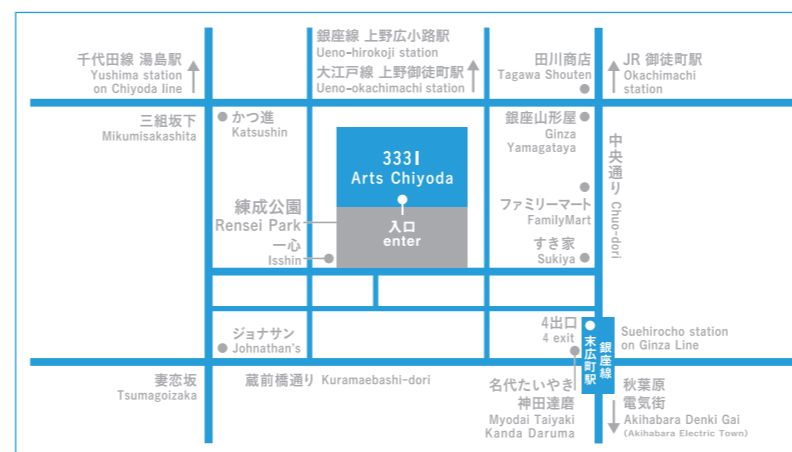 千代田線 湯島駅
Yushima station
on Chiyoda line
銀座線 上野広小路駅
Ueno-hirokoji station
大江戸線 上野御徒町駅
Ueno-okachimachi station
田川商店
Tagawa Shouten
JR 御徒町駅
Okachimachi
station
三組坂下
Mikumisakashita
かつ進
Katsushin
3331
Arts Chiyoda
入口
enter
銀座山形屋
Ginza
Yamagataya
中央通り Chuo-dori
練成公園
Rensei Park
一心
Isshin
ファミリーマート
FamilyMart
すき家
Sukiya
ジョナサン
Johnathan's
4出口
4 exit
末広町駅
銀座線
Suehirocho station
on Ginza Line
妻恋坂
Tsumagoizaka
蔵前橋通り Kuramaebashi-dori
名代たいやき
神田達磨
Myodai Taiyaki
Kanda Daruma
秋葉原
電気街
Akihabara Denki Gai
(Akihabara Electric Town)